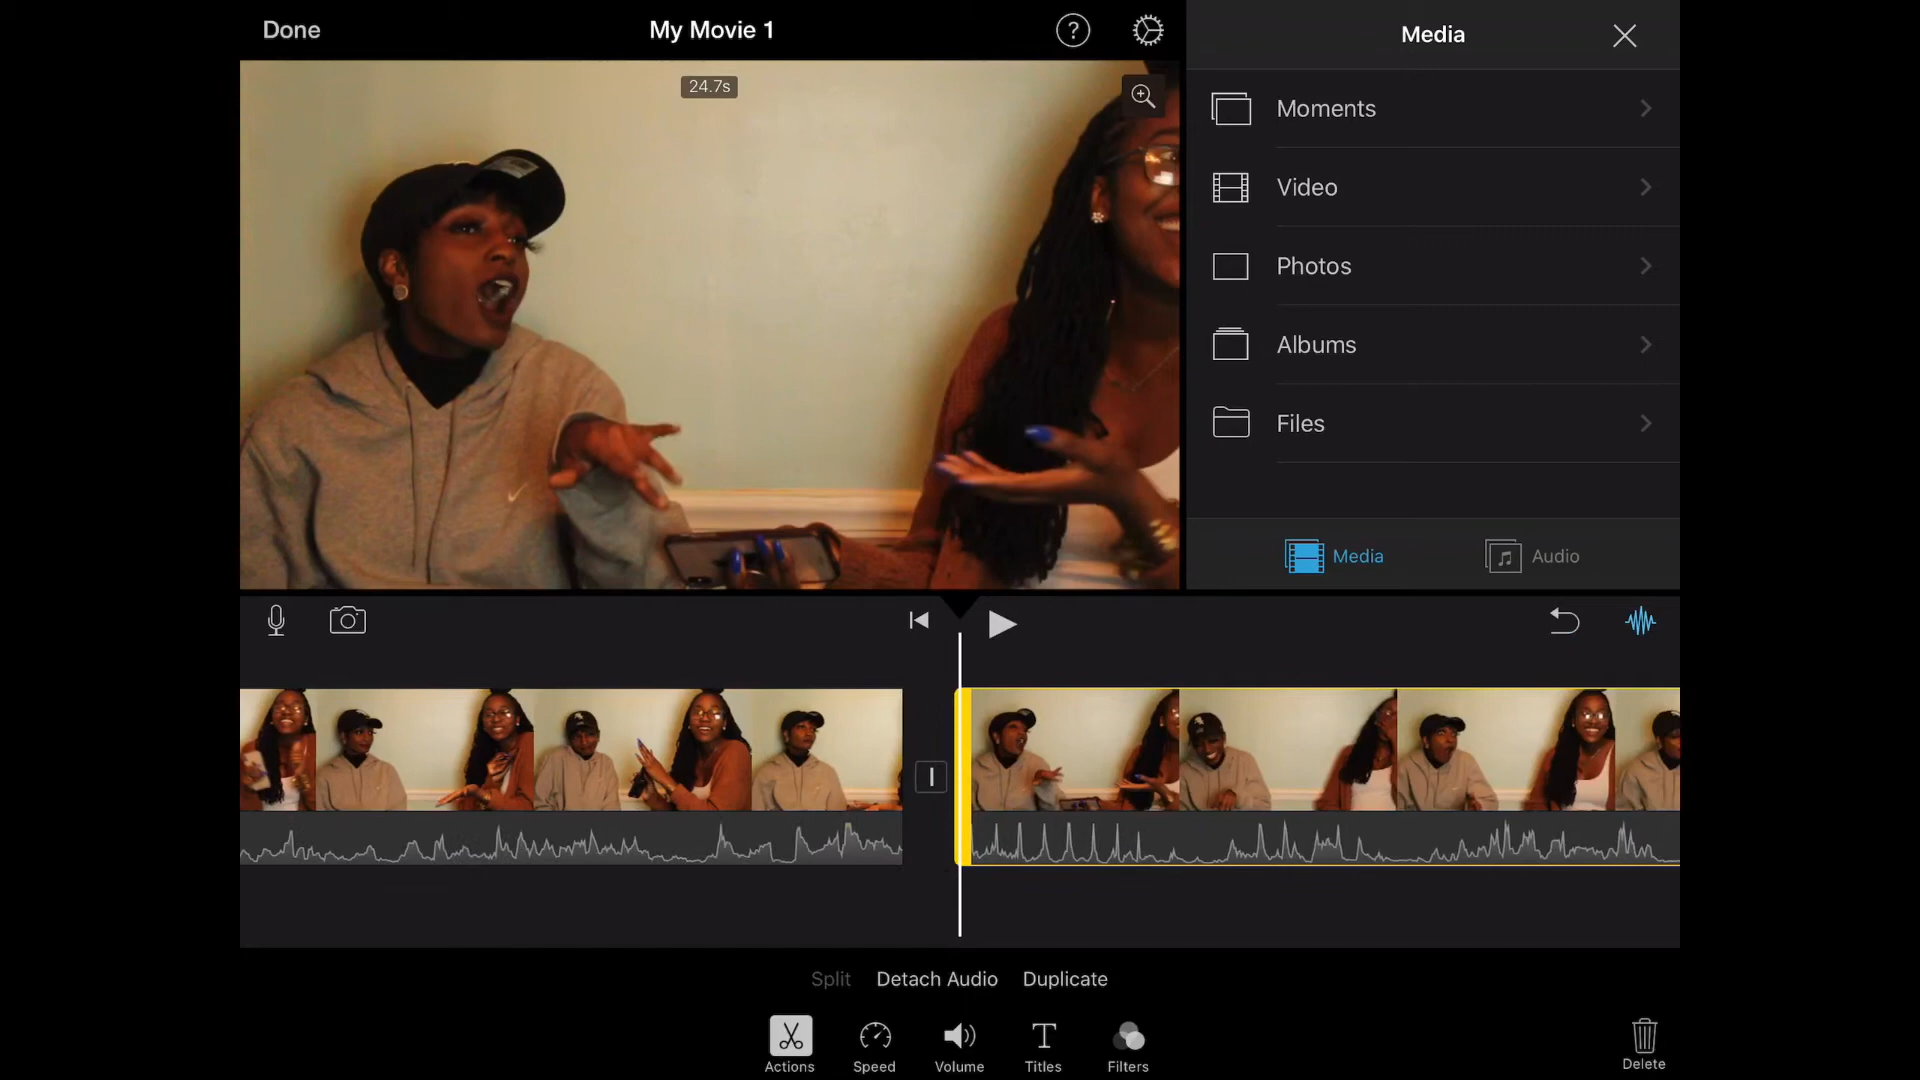 Done
My Movie 1
?
Media
24.7s
Moments
Video
Photos
Albums
Files
Media
Audio
Split
Detach Audio
Duplicate
Actions
Speed
Volume
T
Titles
Filters
Delete